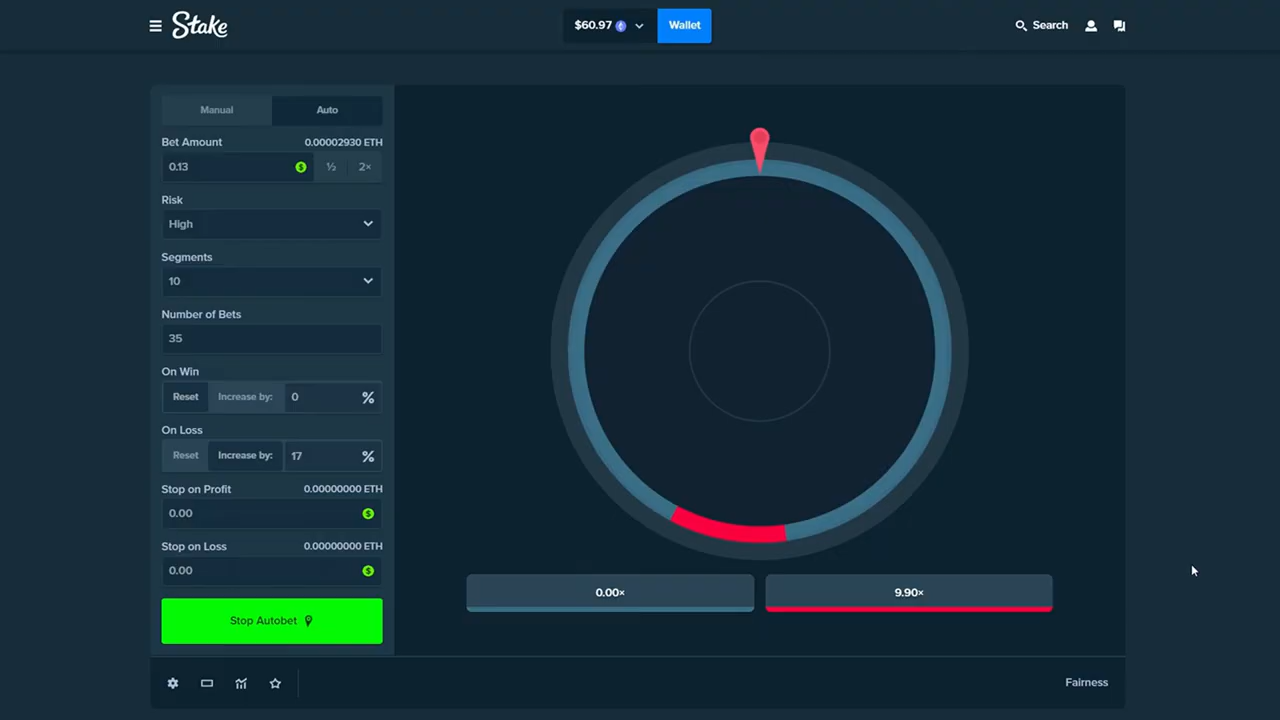 Stake
$60.97
Wallet
Search
Manual
Auto
Bet Amount
0.00002930 ETH
0.13
½
2×
Risk
High
Segments
10
Number of Bets
35
On Win
Reset
Increase by:
0
%
On Loss
Reset
Increase by:
17
%
Stop on Profit
0.00000000 ETH
0.00
Stop on Loss
0.00000000 ETH
0.00
Stop Autobet
0.00×
9.90×
Fairness